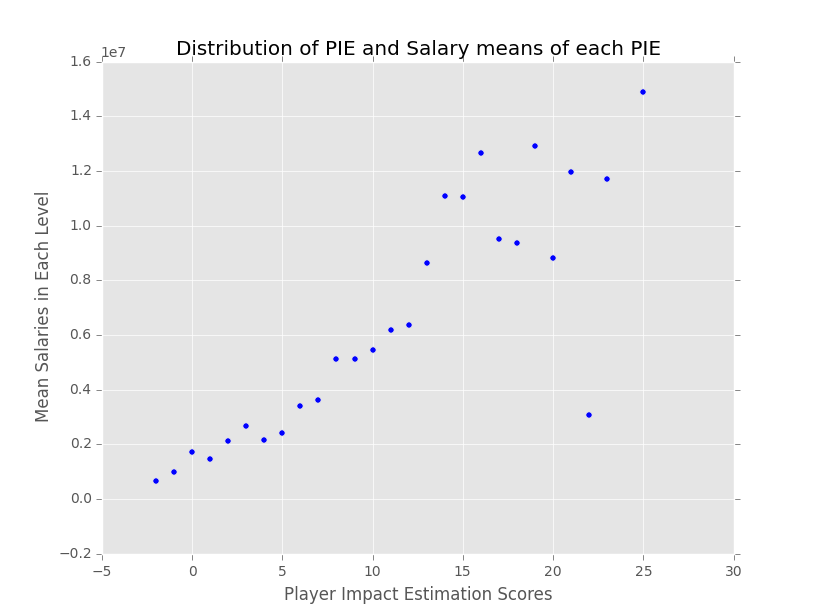 Distribution of PIE and Salary means of each PIE
1e7
1.6
1.4
1.2
1.0
0.8
0.6
0.4
0.2
0.0
−0.2
−5 0 5 10 15 20 25 30
Player Impact Estimation Scores
Mean Salaries in Each Level